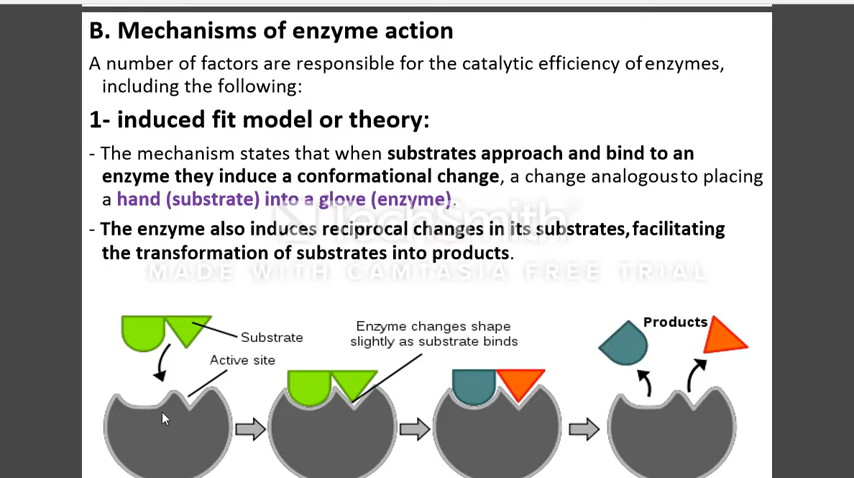 B. Mechanisms of enzyme action
A number of factors are responsible for the catalytic efficiency of enzymes,
including the following:
1- induced fit model or theory:
- The mechanism states that when substrates approach and bind to an
enzyme they induce a conformational change, a change analogous to placing
a hand (substrate) into a glove (enzyme).
TechSmith
- The enzyme also induces reciprocal changes in its substrates, facilitating
the transformation of substrates into products.
MADE WITH CAMTASIA FREE TRIAL
Substrate
Active site
Enzyme changes shape
slightly as substrate binds
Products